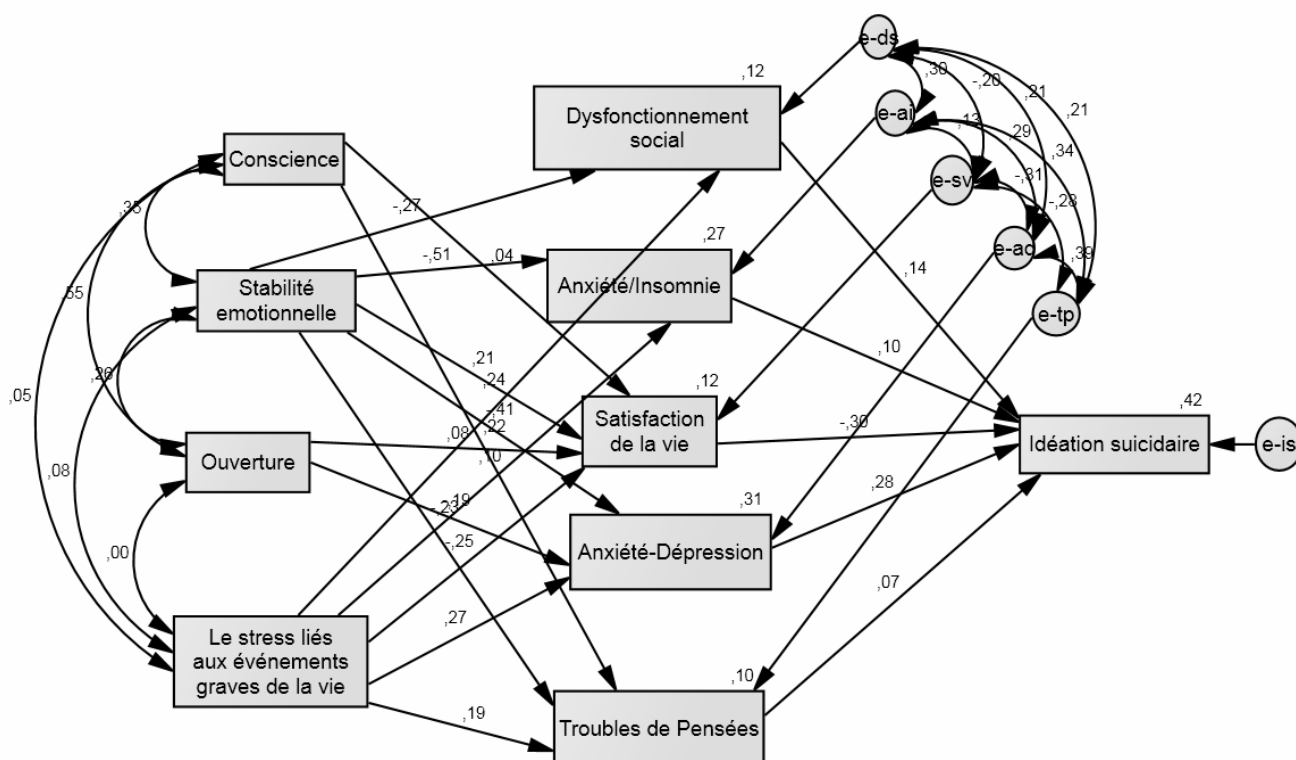 e-ds
,12
,30
-,20
,21
,21
Dysfonctionnement
social
e-ai
,13
,29
,34
Conscience
e-sv
-,31
-,28
,35
-,27
-,51
,04
,27
e-ad
,39
Stabilité
emotionnelle
Anxiété/Insomnie
,14
,55
e-tp
,21
,10
,26
,24
,12
,05
-,41
,22
Satisfaction
de la vie
,42
-,30
Idéation suicidaire
e-is
Ouverture
,08
,10
,08
,28
-,19
-,23
,31
,00
-,25
Anxiété-Dépression
,07
Le stress liés
aux événements
graves de la vie
,27
,10
,19
Troubles de Pensées